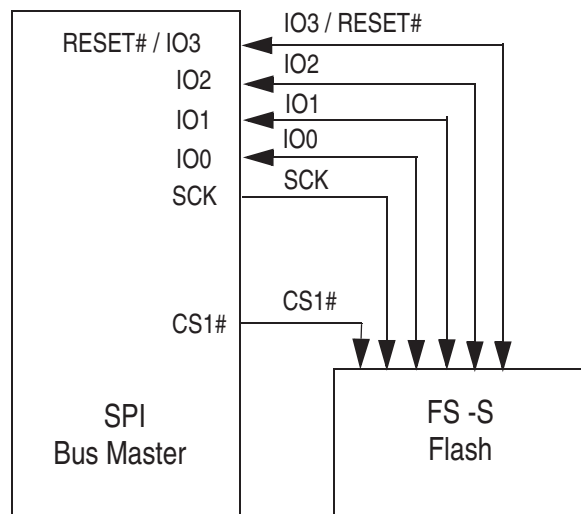 RESET# / IO3
IO3 / RESET#
IO2
IO2
IO1
IO1
IO0
IO0
SCK
SCK
CS1#
CS1#
SPI
Bus Master
FS -S
Flash